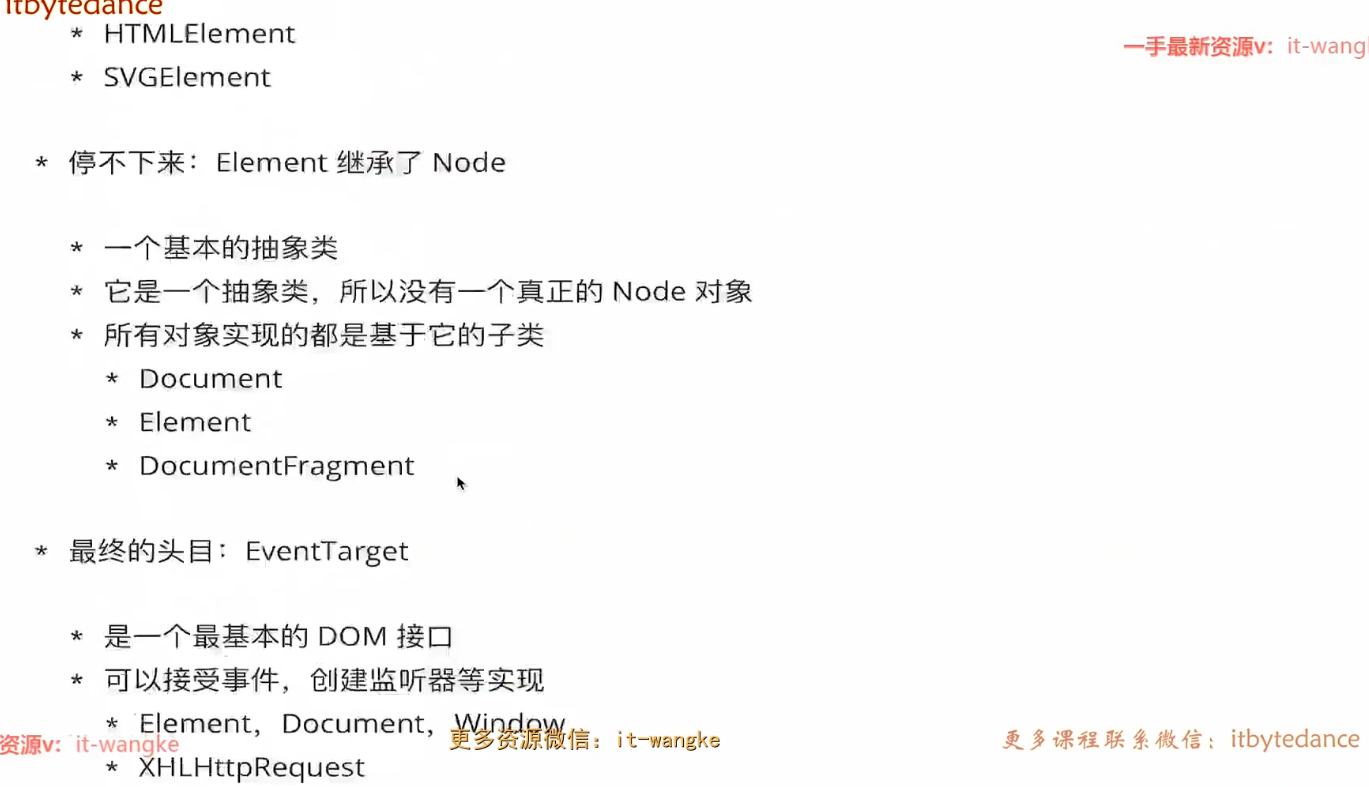 itbytedance
* HTMLElement
一手最新资源v: it-wang
* SVGElement
* 停不下来: Element 继承了 Node
* 一个基本的抽象类
* 它是一个抽象类，所以没有一个真正的 Node 对象
* 所有对象实现的都是基于它的子类
* Document
* Element
* DocumentFragment
* 最终的头目: EventTarget
* 是一个最基本的 DOM 接口
* 可以接受事件，创建监听器等实现
* Element, Document, Window
资源v: it-wangke
更多资源微信: it-wangke
更多课程联系微信: itbytedance
* XHLHttpRequest